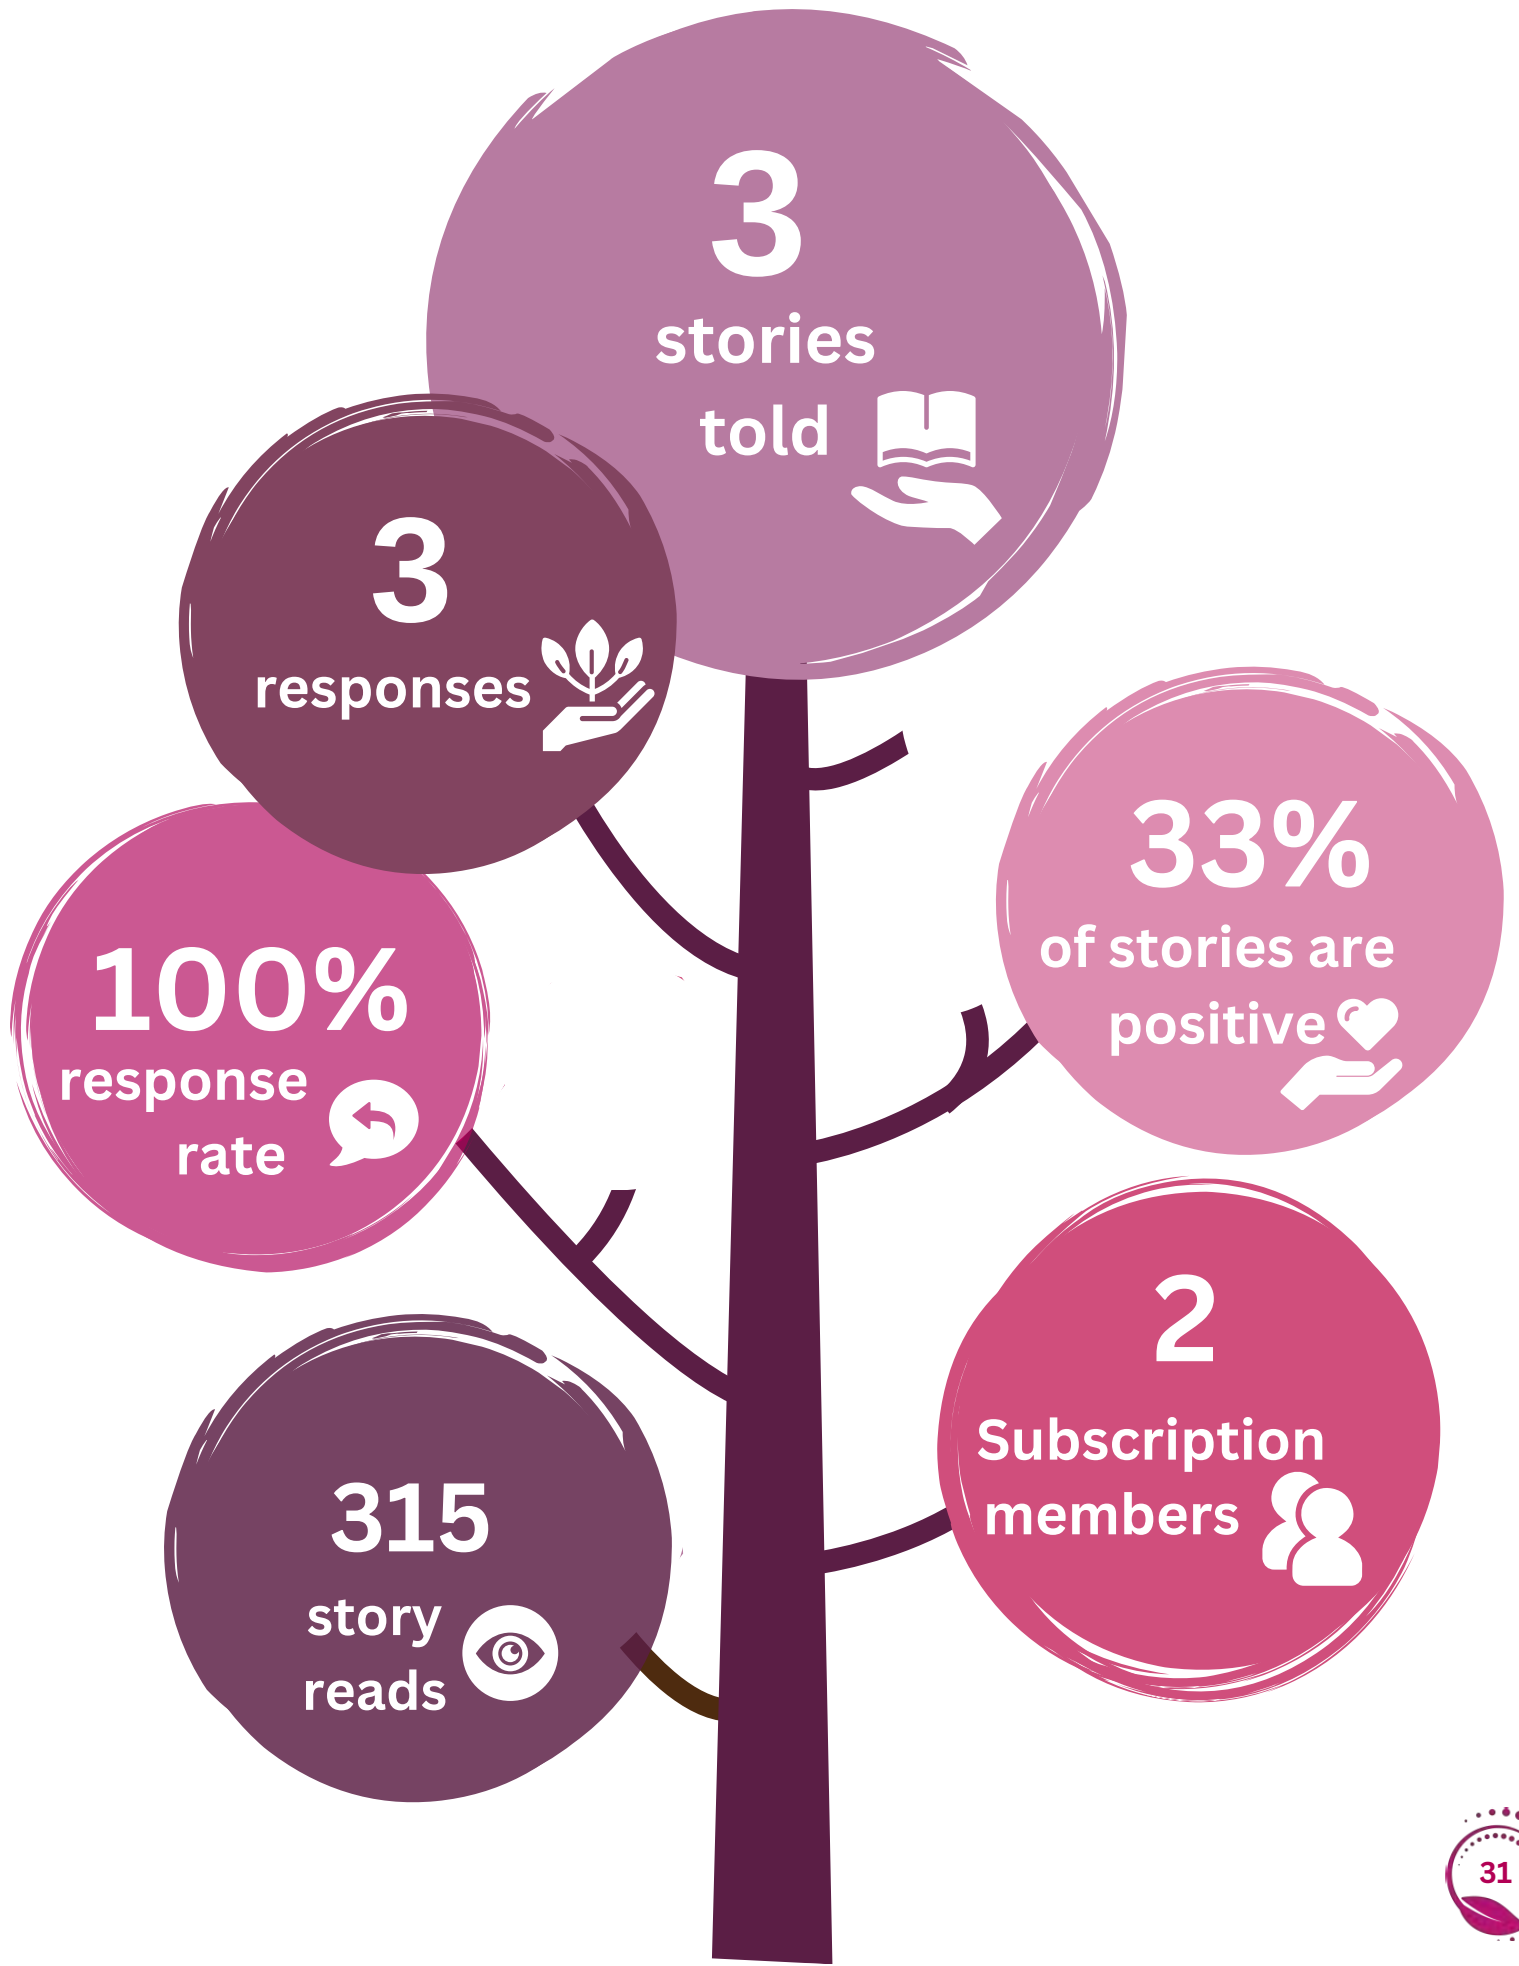 3
stories
told
3
responses
33%
of stories are
positive
100%
response
rate
2
Subscription
members
315
story
reads
31